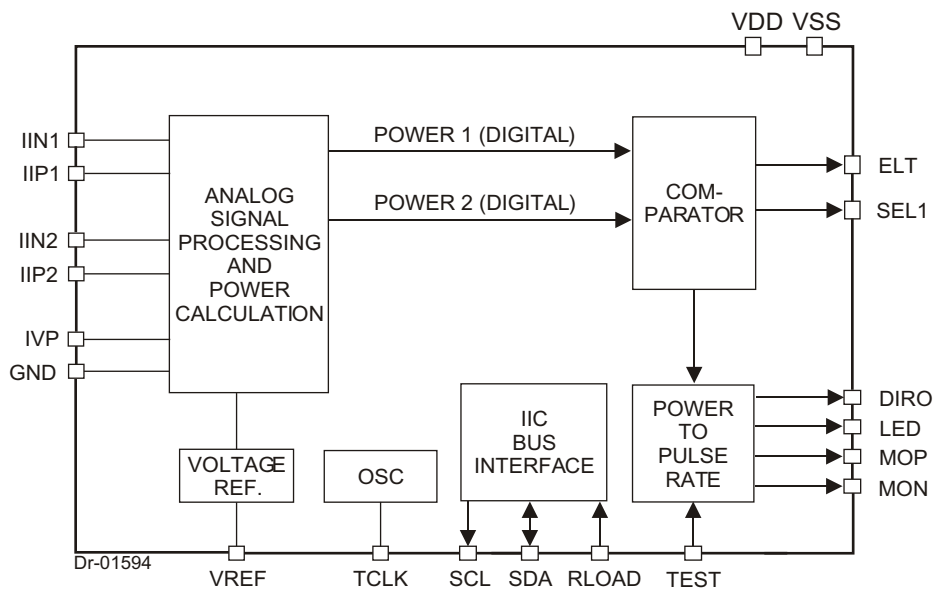 VDD VSS
IIN1
IIP1
IIN2
IIP2
IVP
GND
ANALOG
SIGNAL
PROCESSING
AND
POWER
CALCULATION
POWER 1 (DIGITAL)
POWER 2 (DIGITAL)
COM-
PARATOR
ELT
SEL1
VOLTAGE
REF.
OSC
IIC
BUS
INTERFACE
POWER
TO
PULSE
RATE
DIRO
LED
MOP
MON
Dr-01594
VREF
TCLK
SCL
SDA
RLOAD
TEST